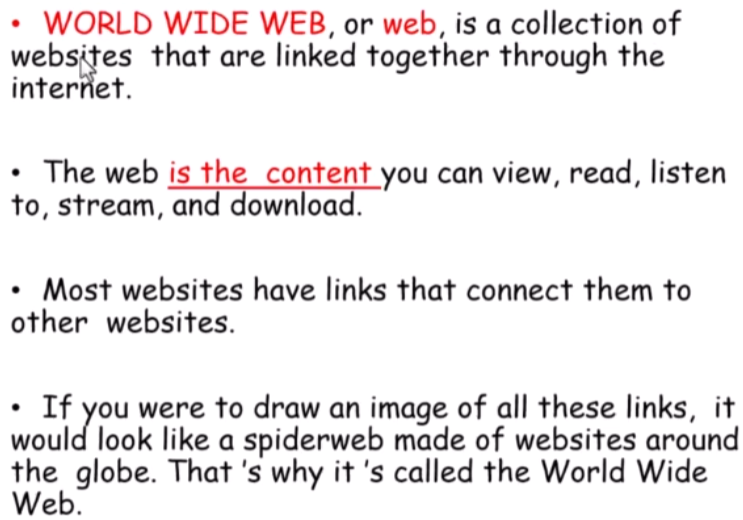 • WORLD WIDE WEB, or web, is a collection of
websites that are linked together through the
internet.
• The web is the content you can view, read, listen
to, stream, and download.
• Most websites have links that connect them to
other websites.
• If you were to draw an image of all these links, it
would look like a spiderweb made of websites around
the globe. That 's why it 's called the World Wide
Web.